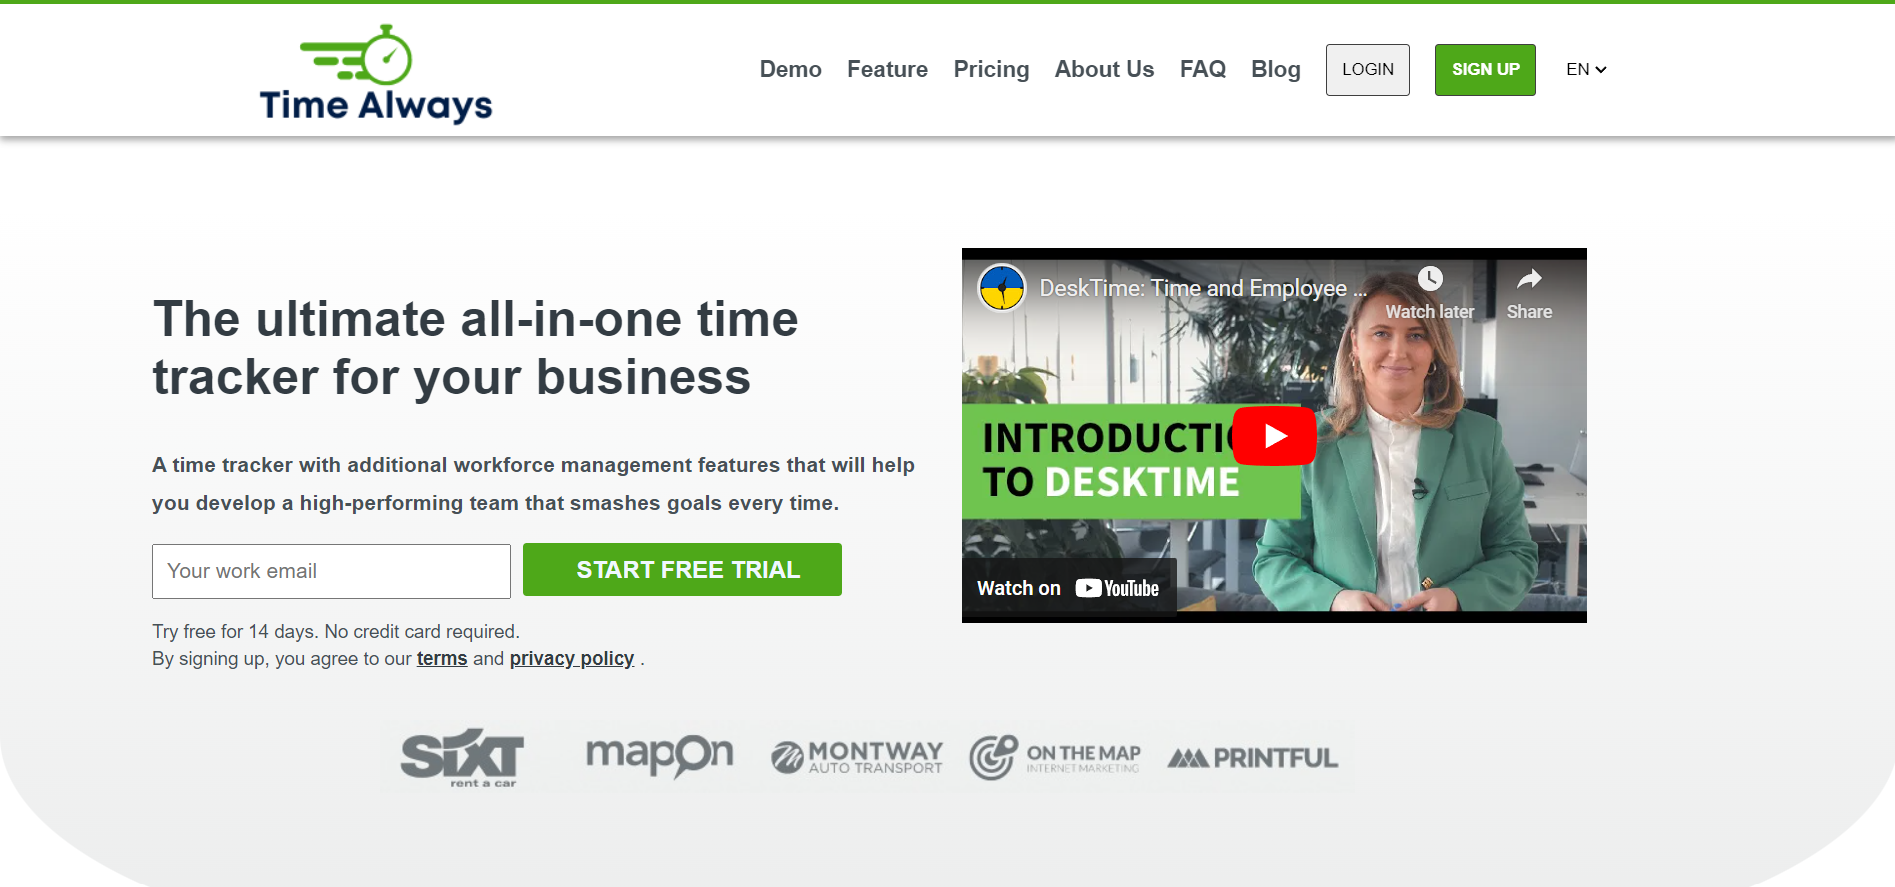 Time Always
Demo Feature Pricing About Us FAQ Blog LOGIN SIGN UP EN
The ultimate all-in-one time
tracker for your business
A time tracker with additional workforce management features that will help
you develop a high-performing team that smashes goals every time.
Your work email START FREE TRIAL
Try free for 14 days. No credit card required.
By signing up, you agree to our terms and privacy policy .
DeskTime: Time and Employee ...
Watch later Share
TO DESKTIME
Watch on YouTube
SIXT
rent a car
mapon
MONTWAY
AUTO TRANSPORT
ON THE MAP
INTERNET MARKETING
PRINTFUL